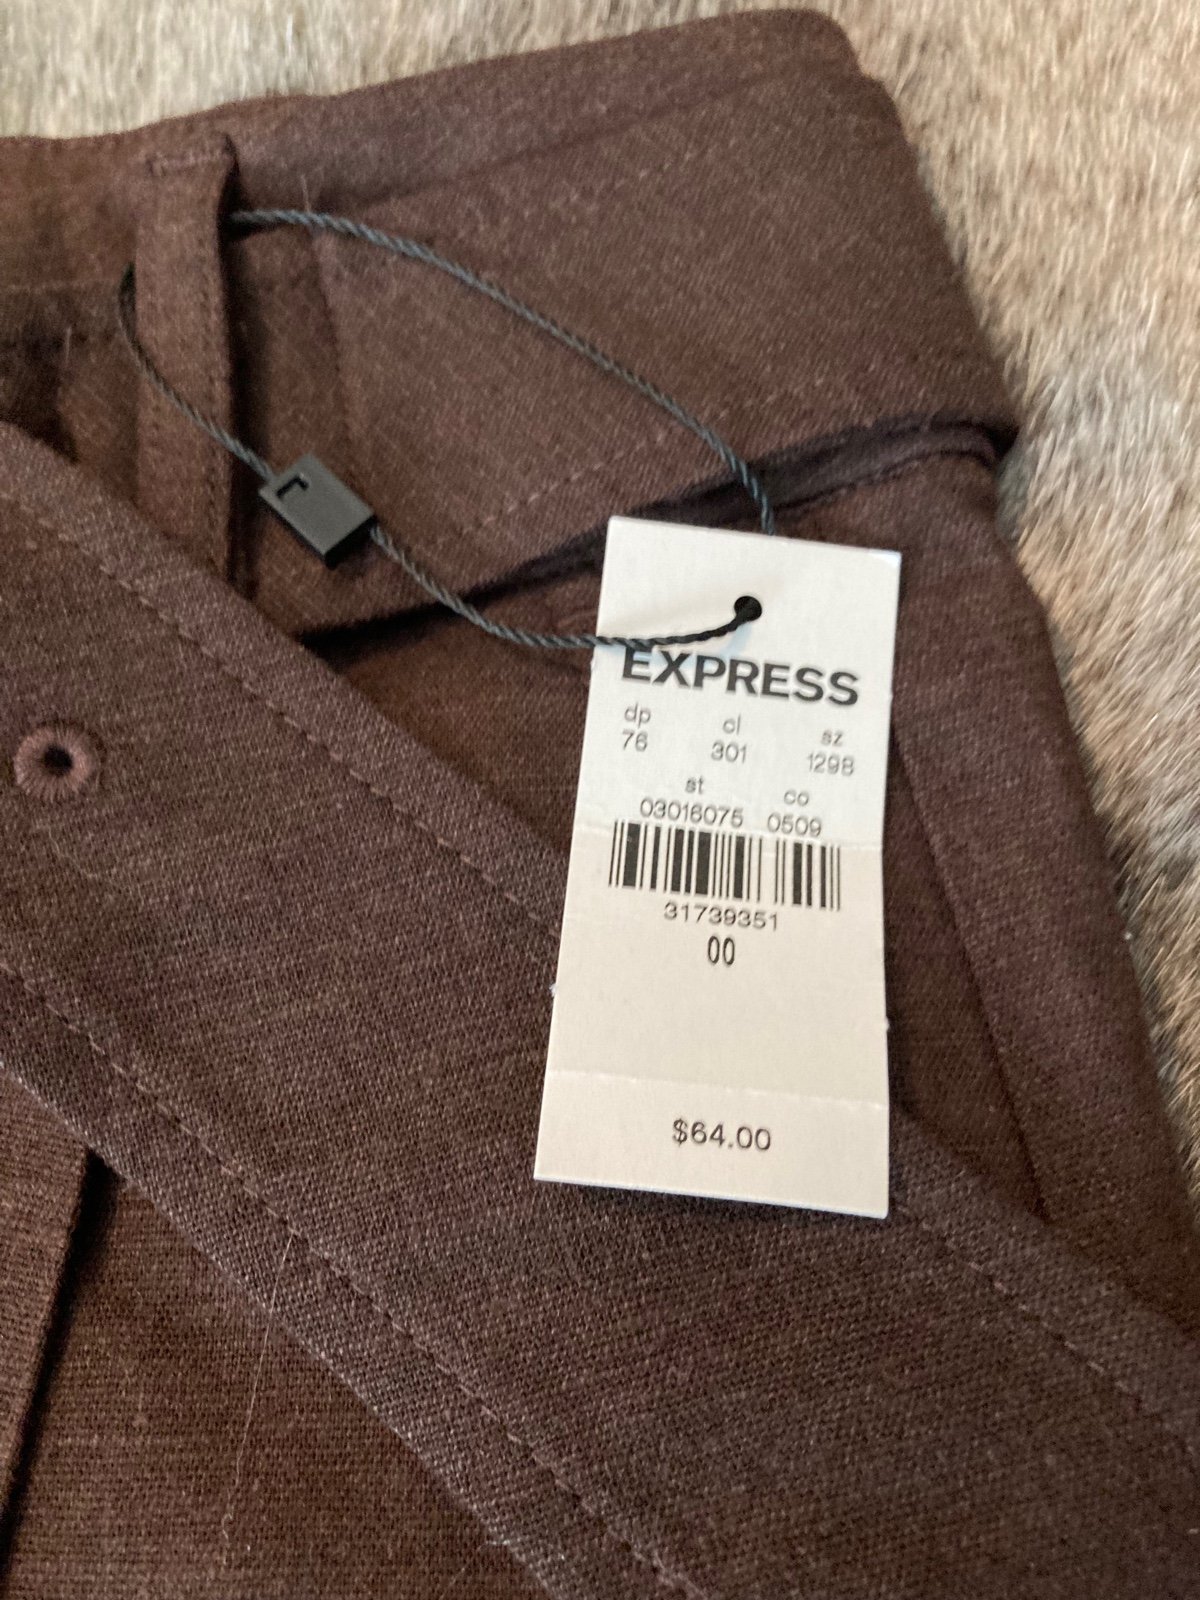 EXPRESS
dp cl sz
76 301 1298
st co
03016075 0509
31739351
00
$64.00